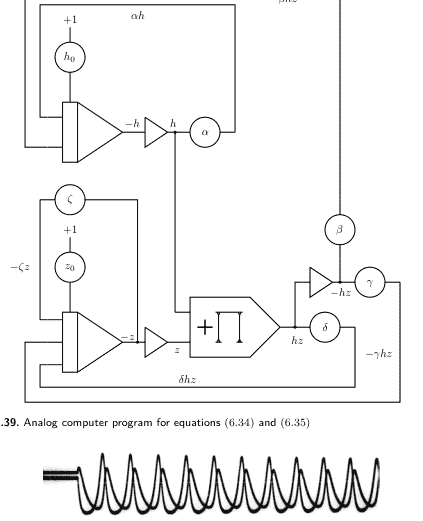 αh
+1
h₀
−h
h
α
ζ
+1
−ζz
z₀
−z
z
+∏
β
−hz
γ
hz
δ
−γhz
δhz
.39. Analog computer program for equations (6.34) and (6.35)